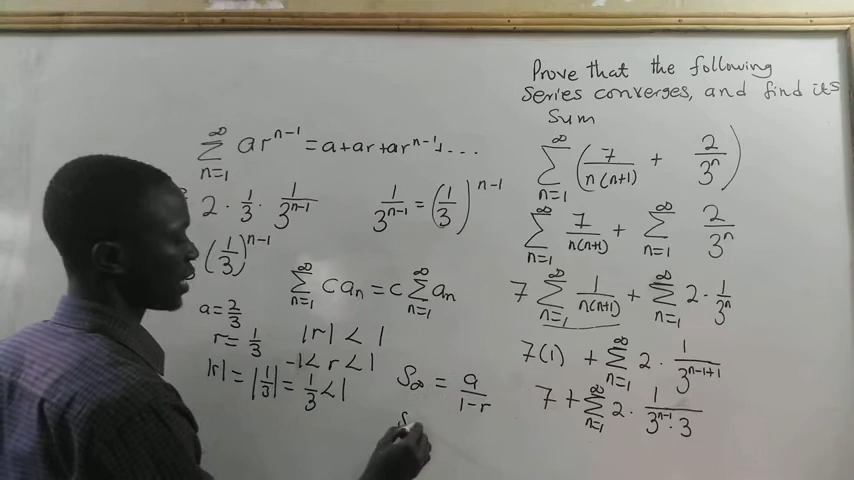 Prove that the following
Series converges, and find its
Sum
∑_{n=1}^{∞} (7/(n(n+1)) + 2/3^n)
∑_{n=1}^{∞} 7/(n(n+1)) + ∑_{n=1}^{∞} 2/3^n
7 ∑_{n=1}^{∞} 1/(n(n+1)) + ∑_{n=1}^{∞} 2 · 1/3^n
7(1) + ∑_{n=1}^{∞} 2 · 1/3^{n-1+1}
7 + ∑_{n=1}^{∞} 2 · 1/(3^{n-1} · 3)
∑_{n=1}^{∞} ar^{n-1} = a + ar + ar^{n-1} + ...
2 · 1/3 · 1/3^{n-1}
1/3^{n-1} = (1/3)^{n-1}
(1/3)^{n-1}
∑_{n=1}^{∞} ca_n = c ∑_{n=1}^{∞} a_n
a = 2/3
r = 1/3
|r| < 1
-1 < r < 1
|r| = |1/3| = 1/3 < 1
S_∞ = a/(1-r)
S